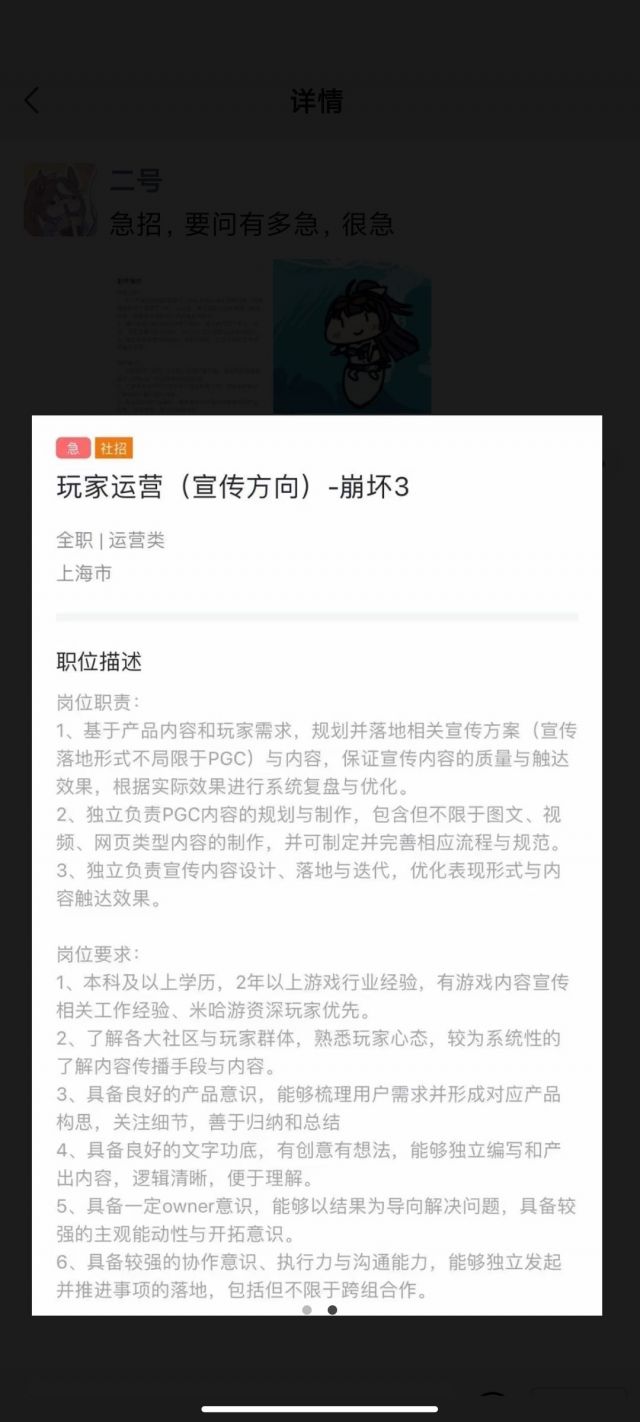 详情
二号
急招，要问有多急，很急
急 社招
玩家运营（宣传方向）-崩坏3
全职 | 运营类
上海市
职位描述
岗位职责：
1、基于产品内容和玩家需求，规划并落地相关宣传方案（宣传
落地形式不局限于PGC）与内容，保证宣传内容的质量与触达
效果，根据实际效果进行系统复盘与优化。
2、独立负责PGC内容的规划与制作，包含但不限于图文、视
频、网页类型内容的制作，并可制定并完善相应流程与规范。
3、独立负责宣传内容设计、落地与迭代，优化表现形式与内
容触达效果。
岗位要求：
1、本科及以上学历，2年以上游戏行业经验，有游戏内容宣传
相关工作经验、米哈游资深玩家优先。
2、了解各大社区与玩家群体，熟悉玩家心态，较为系统性的
了解内容传播手段与内容。
3、具备良好的产品意识，能够梳理用户需求并形成对应产品
构思，关注细节，善于归纳和总结
4、具备良好的文字功底，有创意有想法，能够独立编写和产
出内容，逻辑清晰，便于理解。
5、具备一定owner意识，能够以结果为导向解决问题，具备较
强的主观能动性与开拓意识。
6、具备较强的协作意识、执行力与沟通能力，能够独立发起
并推进事项的落地，包括但不限于跨组合作。